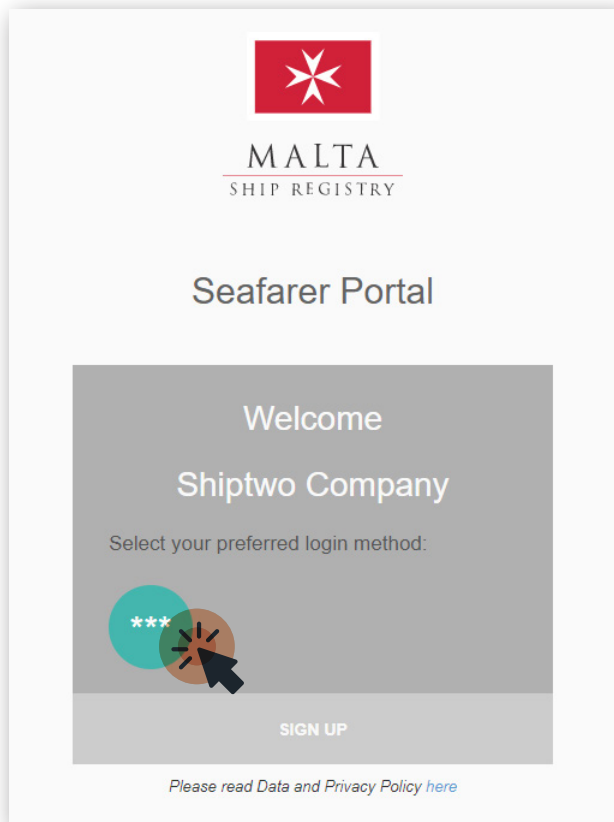 MALTA
SHIP REGISTRY
Seafarer Portal
Welcome
Shiptwo Company
Select your preferred login method:
***
SIGN UP
Please read Data and Privacy Policy here